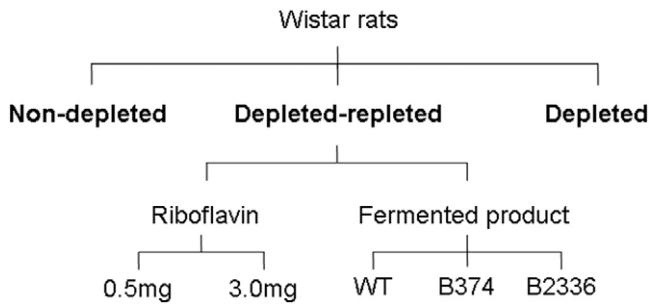 Wistar rats
Non-depleted Depleted-repleted Depleted
Riboflavin Fermented product
0.5mg 3.0mg WT B374 B2336